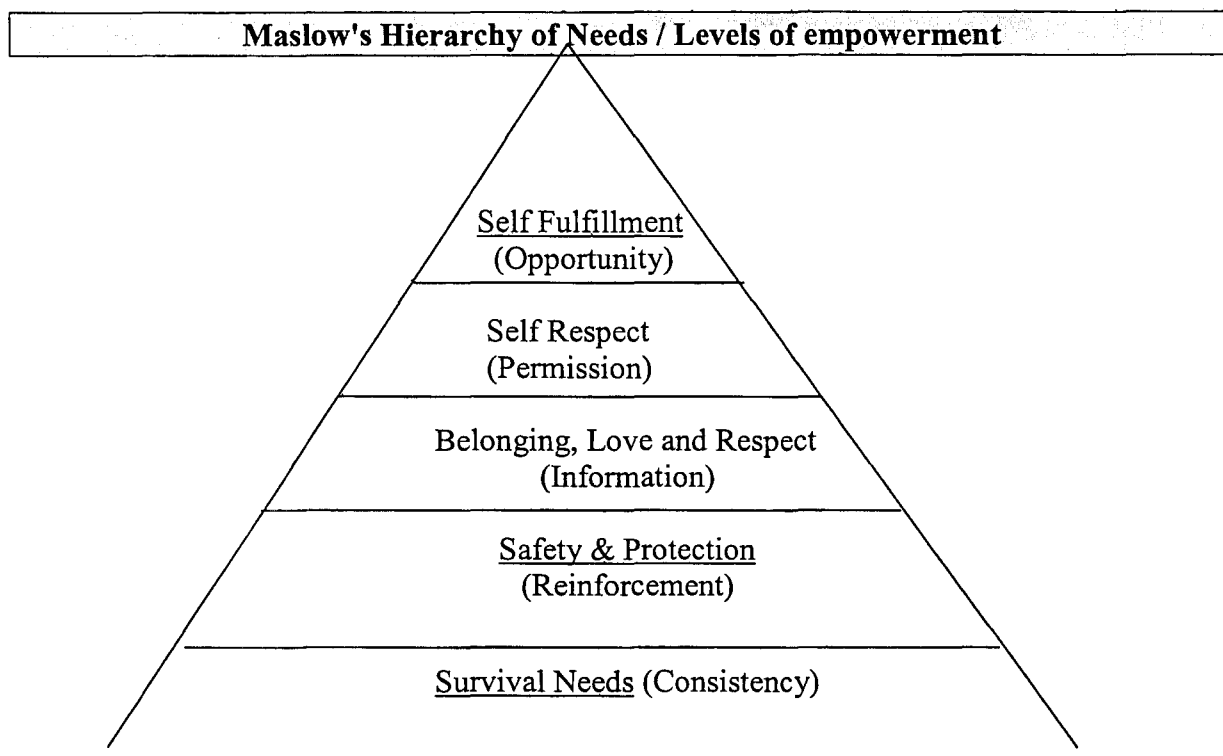 Maslow's Hierarchy of Needs / Levels of empowerment
Self Fulfillment
(Opportunity)
Self Respect
(Permission)
Belonging, Love and Respect
(Information)
Safety & Protection
(Reinforcement)
Survival Needs (Consistency)